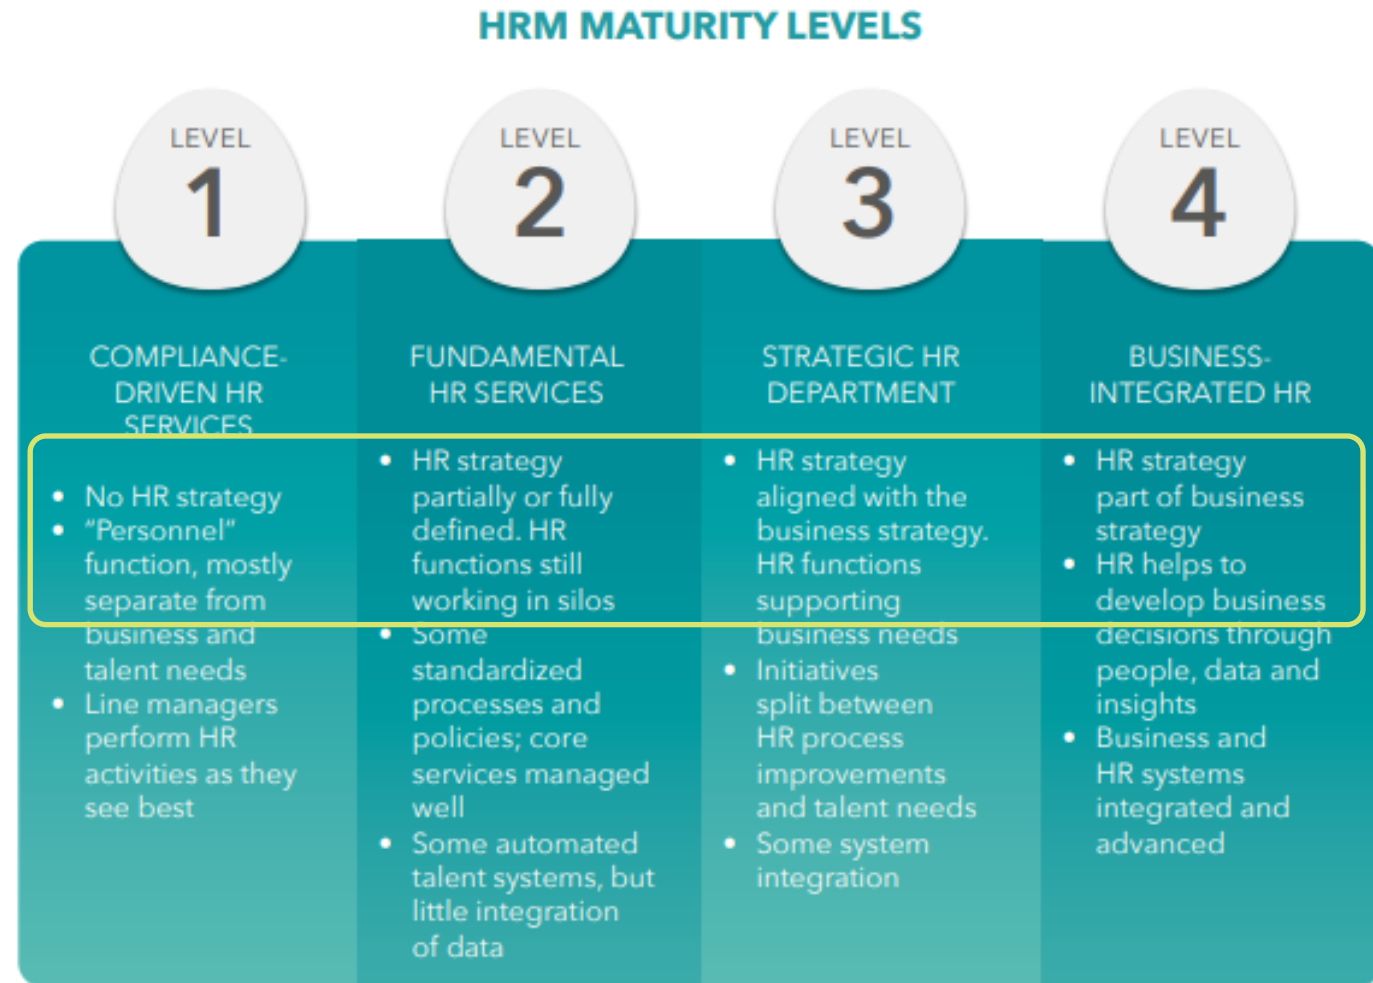 HRM MATURITY LEVELS
LEVEL
1
COMPLIANCE-
DRIVEN HR
SERVICES
• No HR strategy
• “Personnel”
function, mostly
separate from
business and
talent needs
• Line managers
perform HR
activities as they
see best
LEVEL
2
FUNDAMENTAL
HR SERVICES
• HR strategy
partially or fully
defined. HR
functions still
working in silos
• Some
standardized
processes and
policies; core
services managed
well
• Some automated
talent systems, but
little integration
of data
LEVEL
3
STRATEGIC HR
DEPARTMENT
• HR strategy
aligned with the
business strategy.
HR functions
supporting
business needs
• Initiatives
split between
HR process
improvements
and talent needs
• Some system
integration
LEVEL
4
BUSINESS-
INTEGRATED HR
• HR strategy
part of business
strategy
• HR helps to
develop business
decisions through
people, data and
insights
• Business and
HR systems
integrated and
advanced